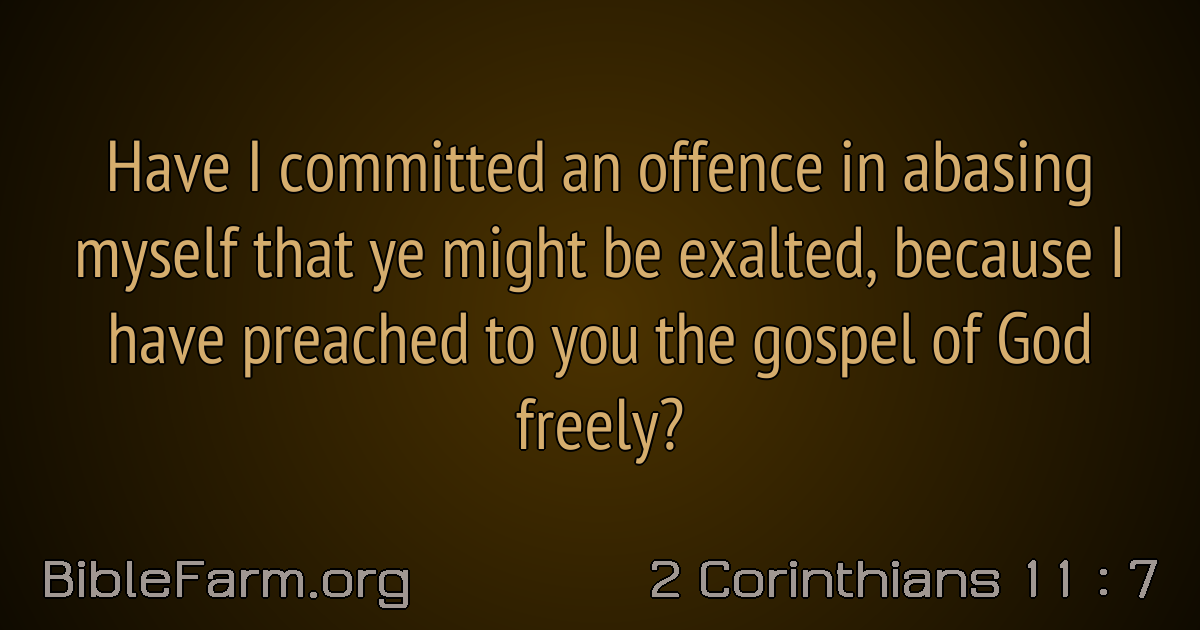 Have I committed an offence in abasing
myself that ye might be exalted, because I
have preached to you the gospel of God
freely?
BibleFarm.org
2 Corinthians 11 : 7